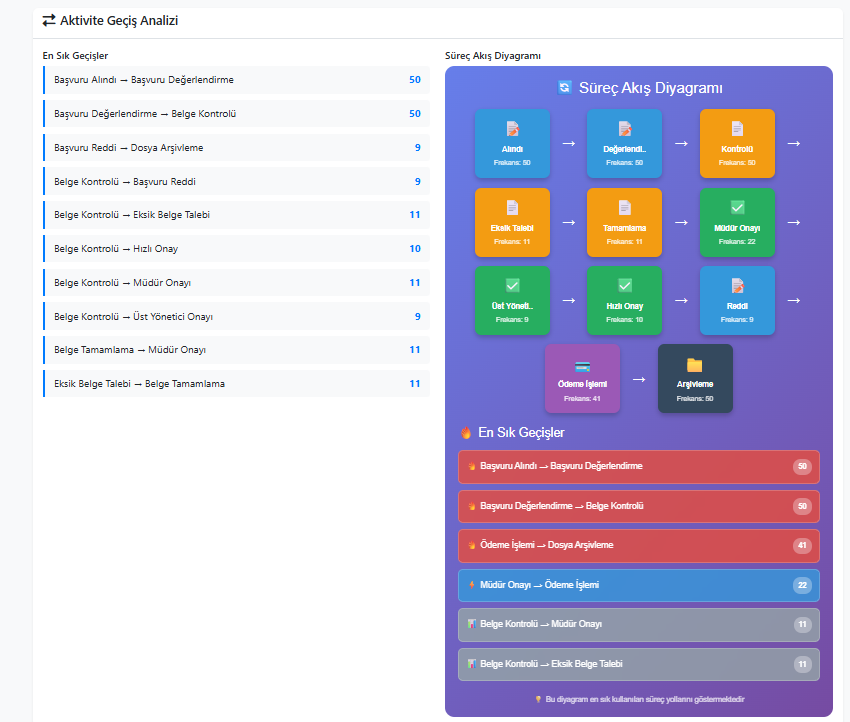 Aktivite Geçiş Analizi
En Sık Geçişler
Başvuru Alındı → Başvuru Değerlendirme 50
Başvuru Değerlendirme → Belge Kontrolü 50
Başvuru Reddi → Dosya Arşivleme 9
Belge Kontrolü → Başvuru Reddi 9
Belge Kontrolü → Eksik Belge Talebi 11
Belge Kontrolü → Hızlı Onay 10
Belge Kontrolü → Müdür Onayı 11
Belge Kontrolü → Üst Yönetici Onayı 9
Belge Tamamlama → Müdür Onayı 11
Eksik Belge Talebi → Belge Tamamlama 11
Süreç Akış Diyagramı
Süreç Akış Diyagramı
Alındı
Frekans: 50
→
Değerlendi..
Frekans: 50
→
Kontrolü
Frekans: 50
→
Eksik Talebi
Frekans: 11
→
Tamamlama
Frekans: 11
→
Müdür Onayı
Frekans: 22
→
Üst Yöneti..
Frekans: 9
→
Hızlı Onay
Frekans: 10
→
Reddi
Frekans: 9
→
Ödeme İşlemi
Frekans: 41
→
Arşivleme
Frekans: 50
En Sık Geçişler
Başvuru Alındı → Başvuru Değerlendirme 50
Başvuru Değerlendirme → Belge Kontrolü 50
Ödeme İşlemi → Dosya Arşivleme 41
Müdür Onayı → Ödeme İşlemi 22
Belge Kontrolü → Müdür Onayı 11
Belge Kontrolü → Eksik Belge Talebi 11
Bu diyagram en sık kullanılan süreç yollarını göstermektedir